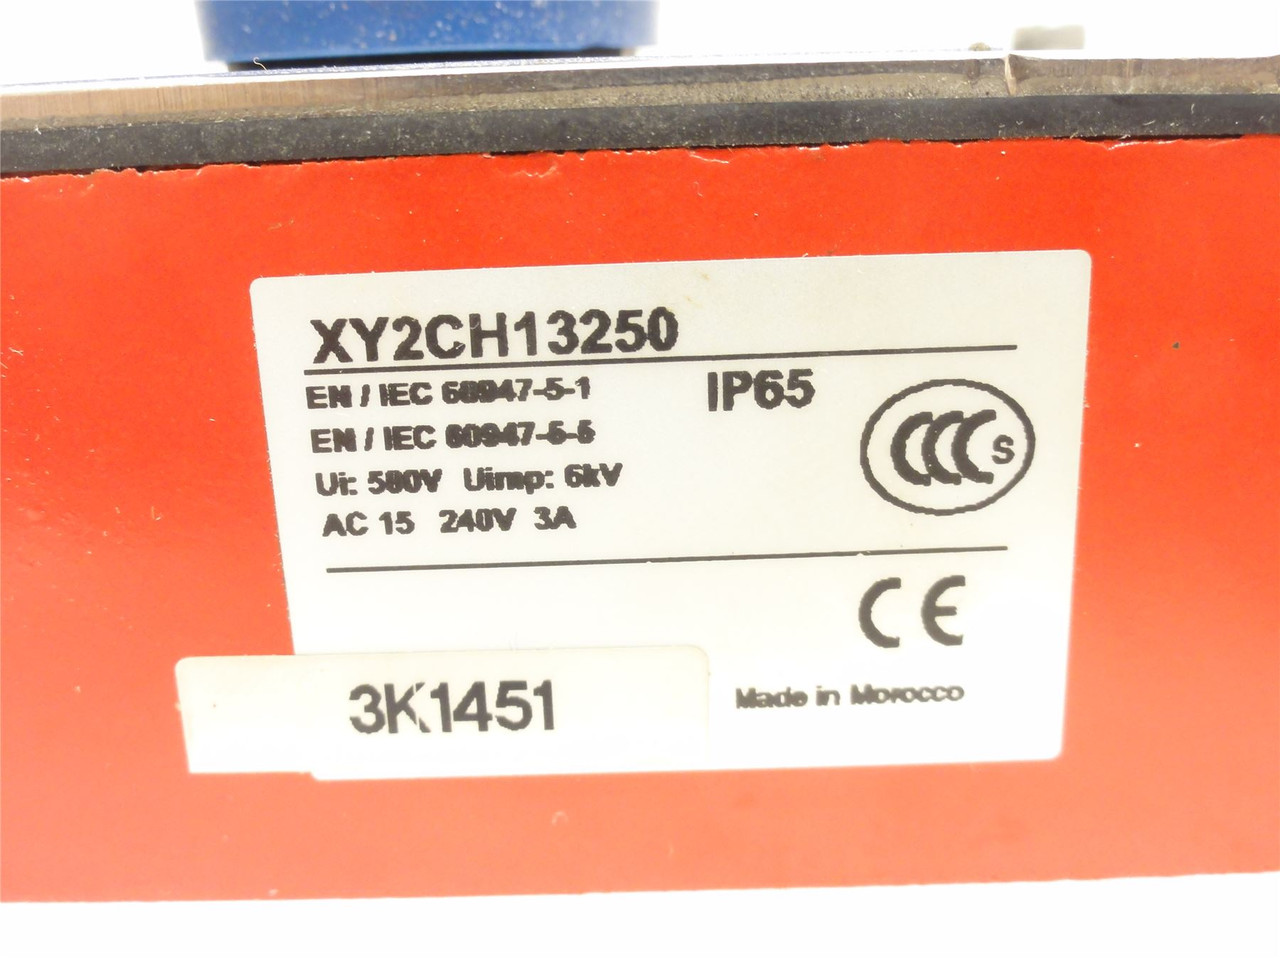 XY2CH13250
EN / IEC 60947-5-1
IP65
EN / IEC 60947-5-5
Ui: 500V Uimp: 6kV
AC 15 240V 3A
CCC S
CE
3K1451
Made in Morocco